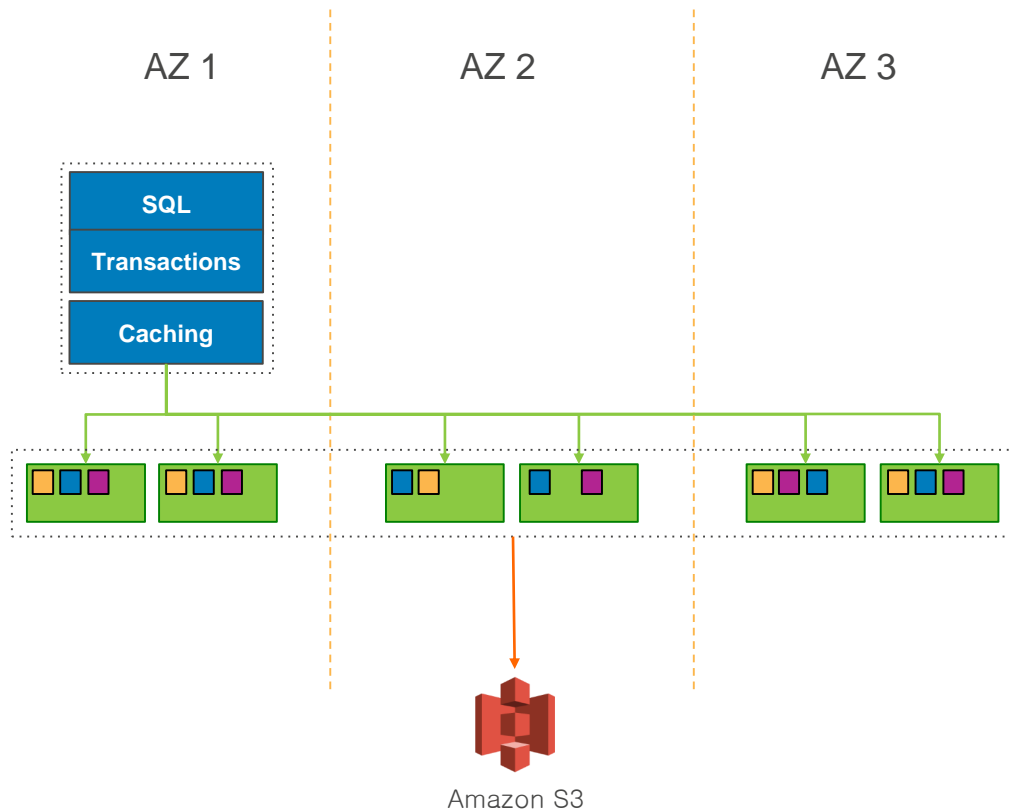 AZ 1
AZ 2
AZ 3
SQL
Transactions
Caching
Amazon S3